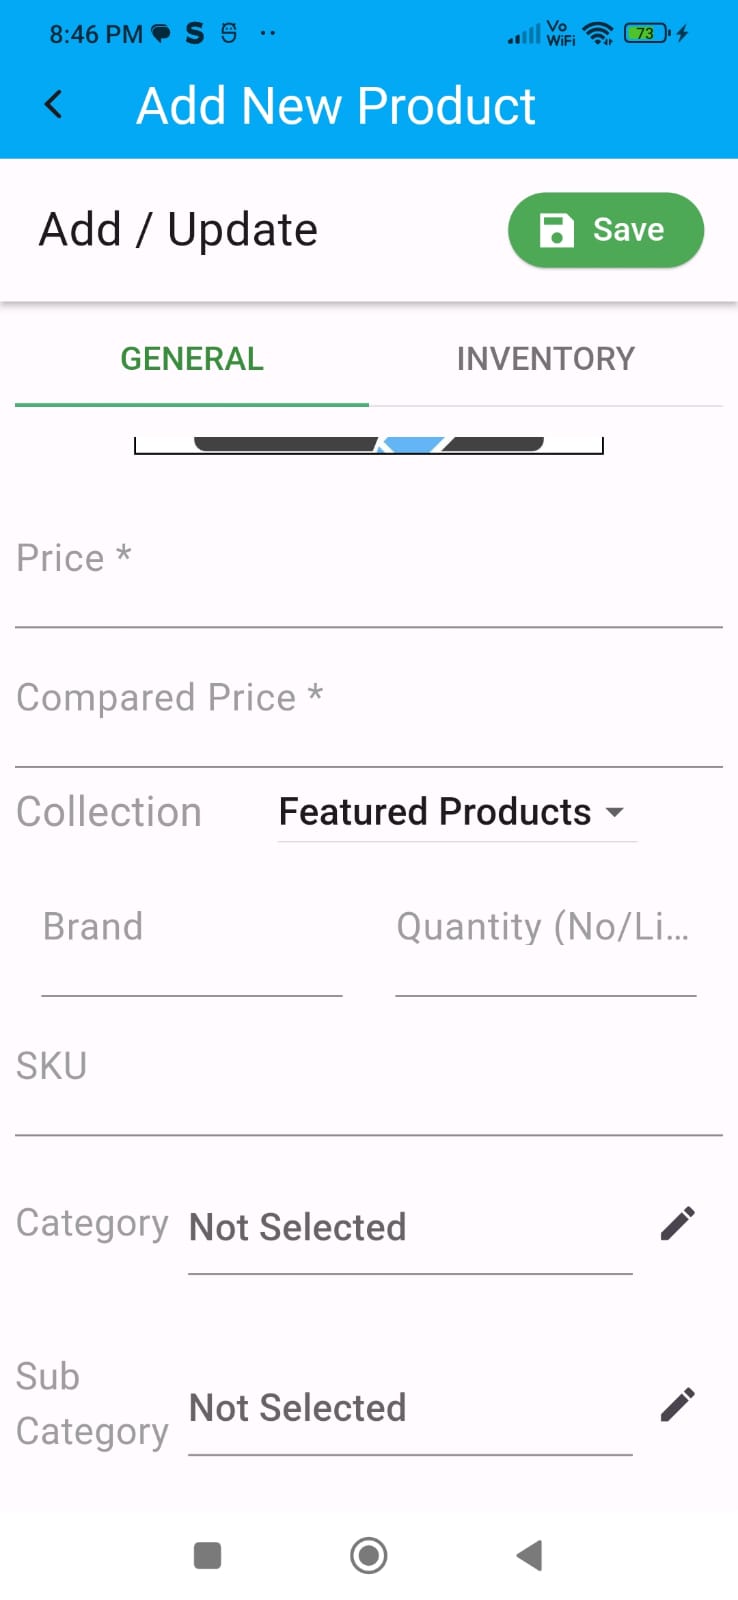 8:46 PM S
Vo
WiFi
73
Add New Product
Add / Update
Save
GENERAL
INVENTORY
Price *
Compared Price *
Collection
Featured Products
Brand
Quantity (No/Li...
SKU
Category
Not Selected
Sub
Category
Not Selected